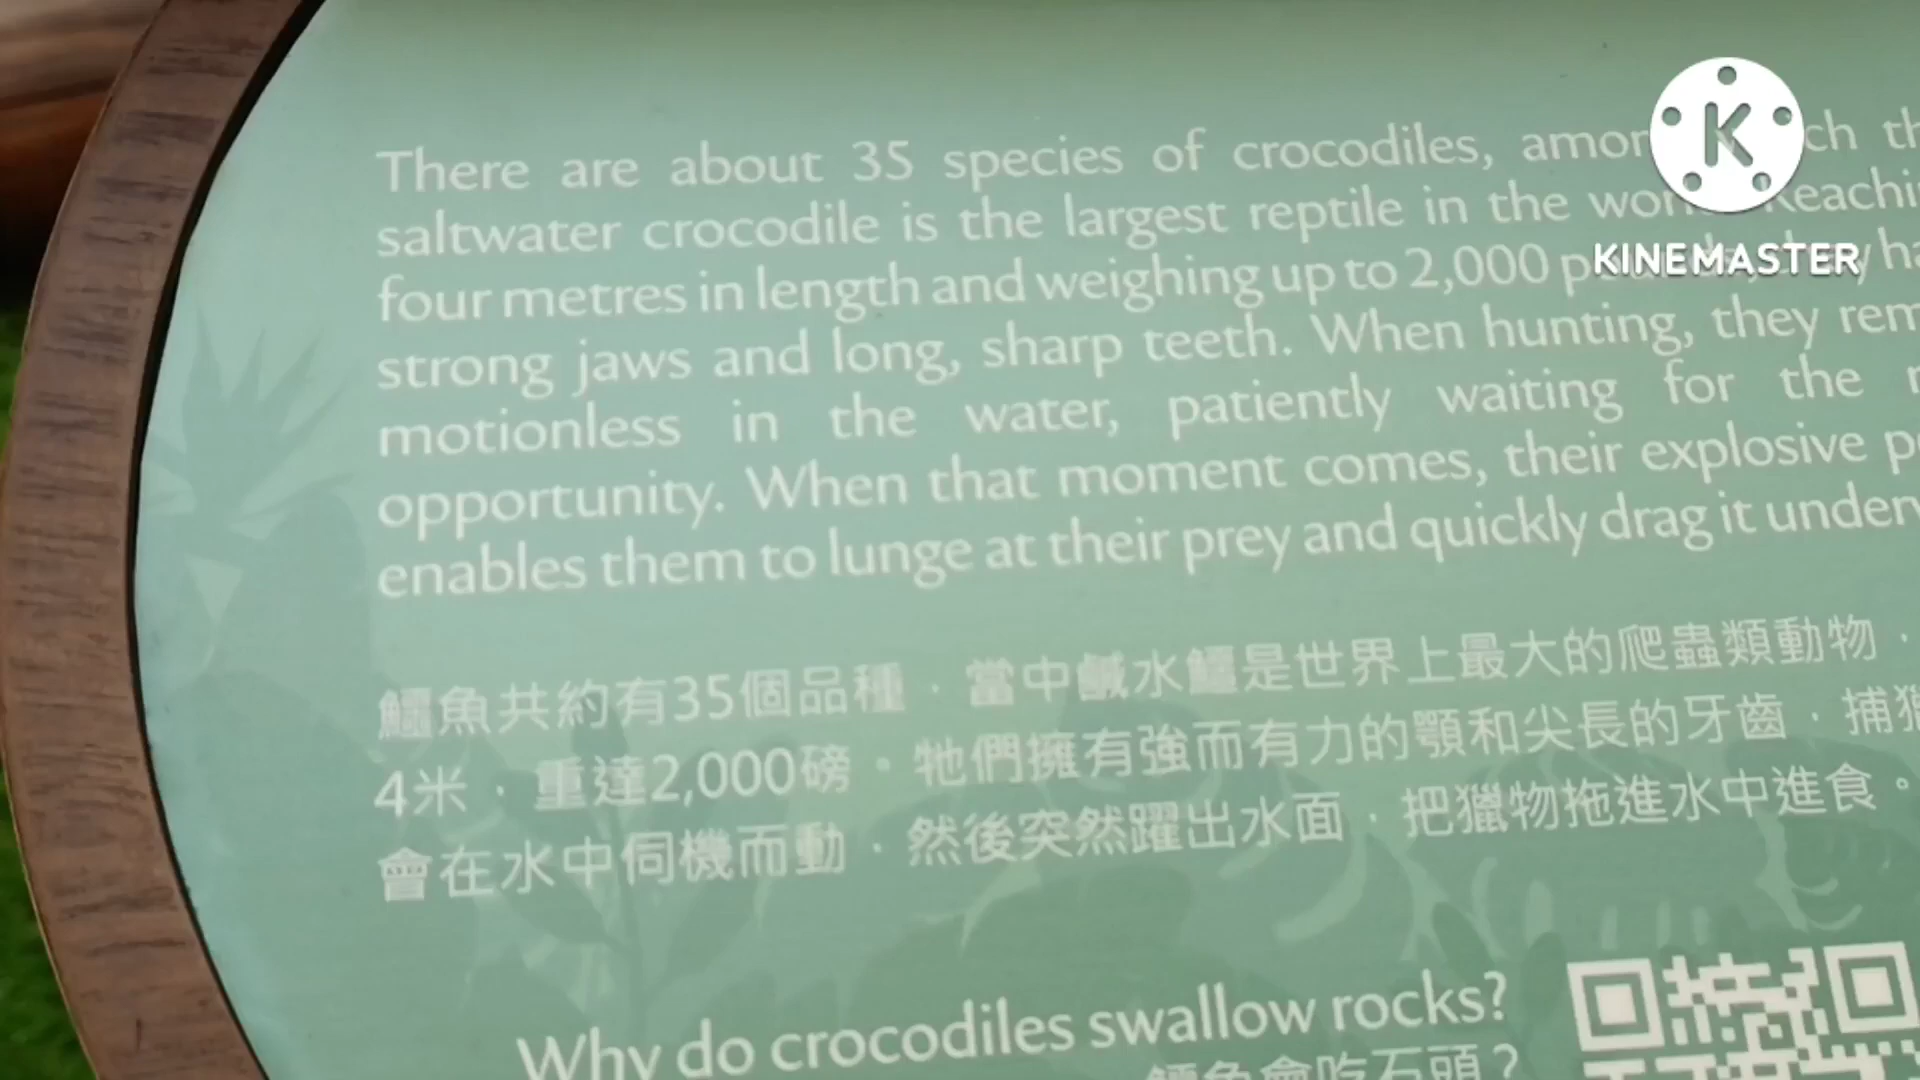 There are about 35 species of crocodiles,
saltwater crocodile is the largest reptile in the
four metres in length and weighing up to 2,000
strong jaws and long, sharp teeth. When hunting, they
motionless in the water, patiently waiting for the
opportunity. When that moment comes, their explosive
enables them to lunge at their prey and quickly drag it
鱷魚共約有35個品種，當中鹹水鱷是世界上最大的爬蟲類動物，
4米，重達2,000磅。牠們擁有強而有力的顎和尖長的牙齒，捕
會在水中伺機而動，然後突然躍出水面，把獵物拖進水中進食。
Why do crocodiles swallow rocks?
鱷魚會吃石頭？
K
KINEMASTER